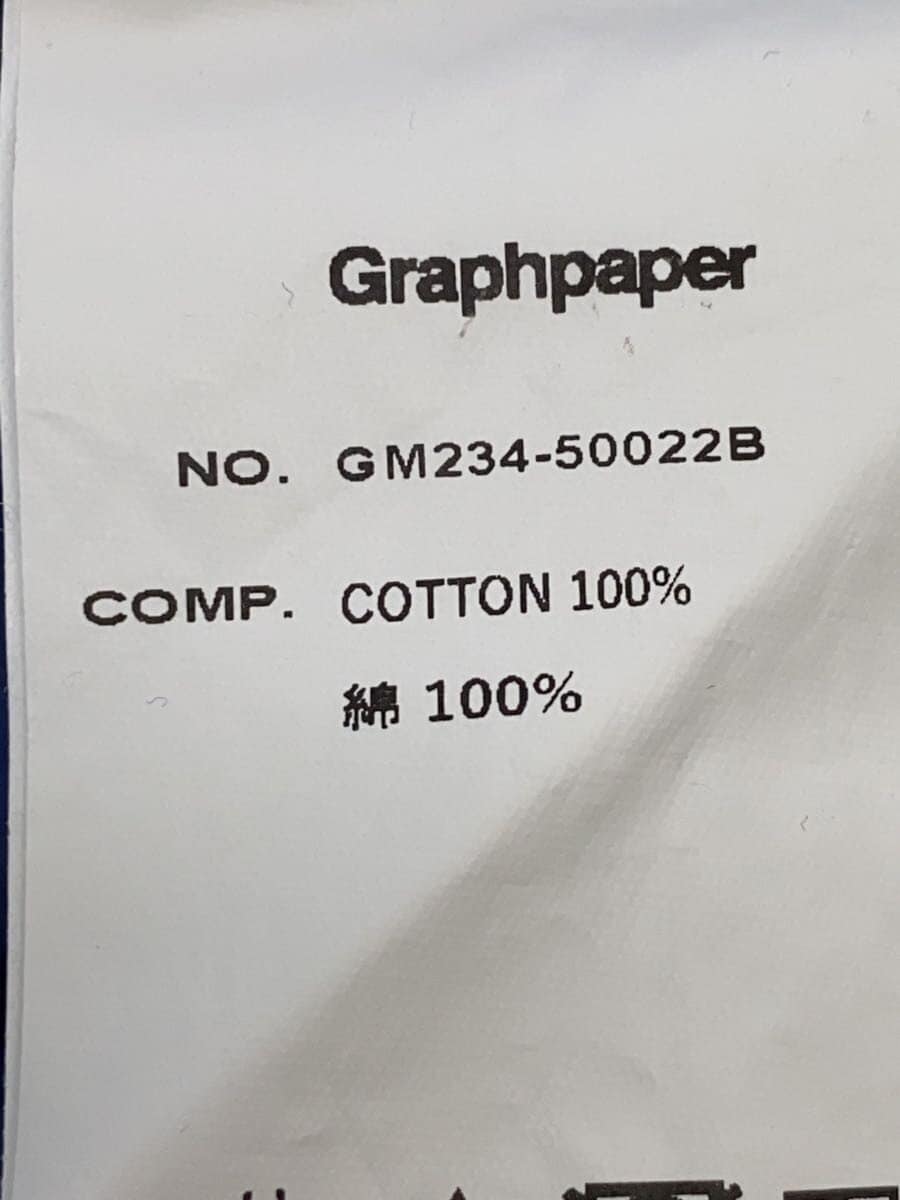 Graphpaper
NO. GM234-50022B
COMP. COTTON 100%
綿 100%